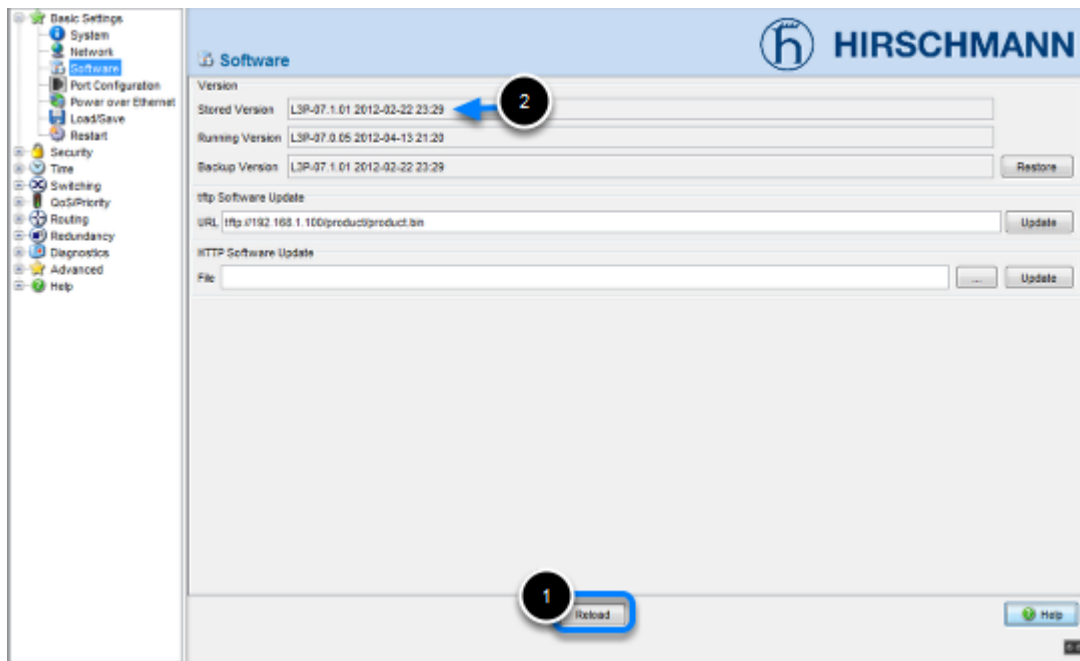 Basic Settings
System
Network
Software
Port Configuration
Power over Ethernet
Load/Save
Restart
Security
Time
Switching
QoS/Priority
Routing
Redundancy
Diagnostics
Advanced
Help
Software
HIRSCHMANN
Version
Stored Version L3P-07.1.01 2012-02-22 23:29
2
Running Version L3P-07.0.05 2012-04-13 21:20
Backup Version L3P-07.1.01 2012-02-22 23:29 Restore
tftp Software Update
URL tftp://192.168.1.100/product/product.bin Update
HTTP Software Update
File ... Update
1
Reload
Help